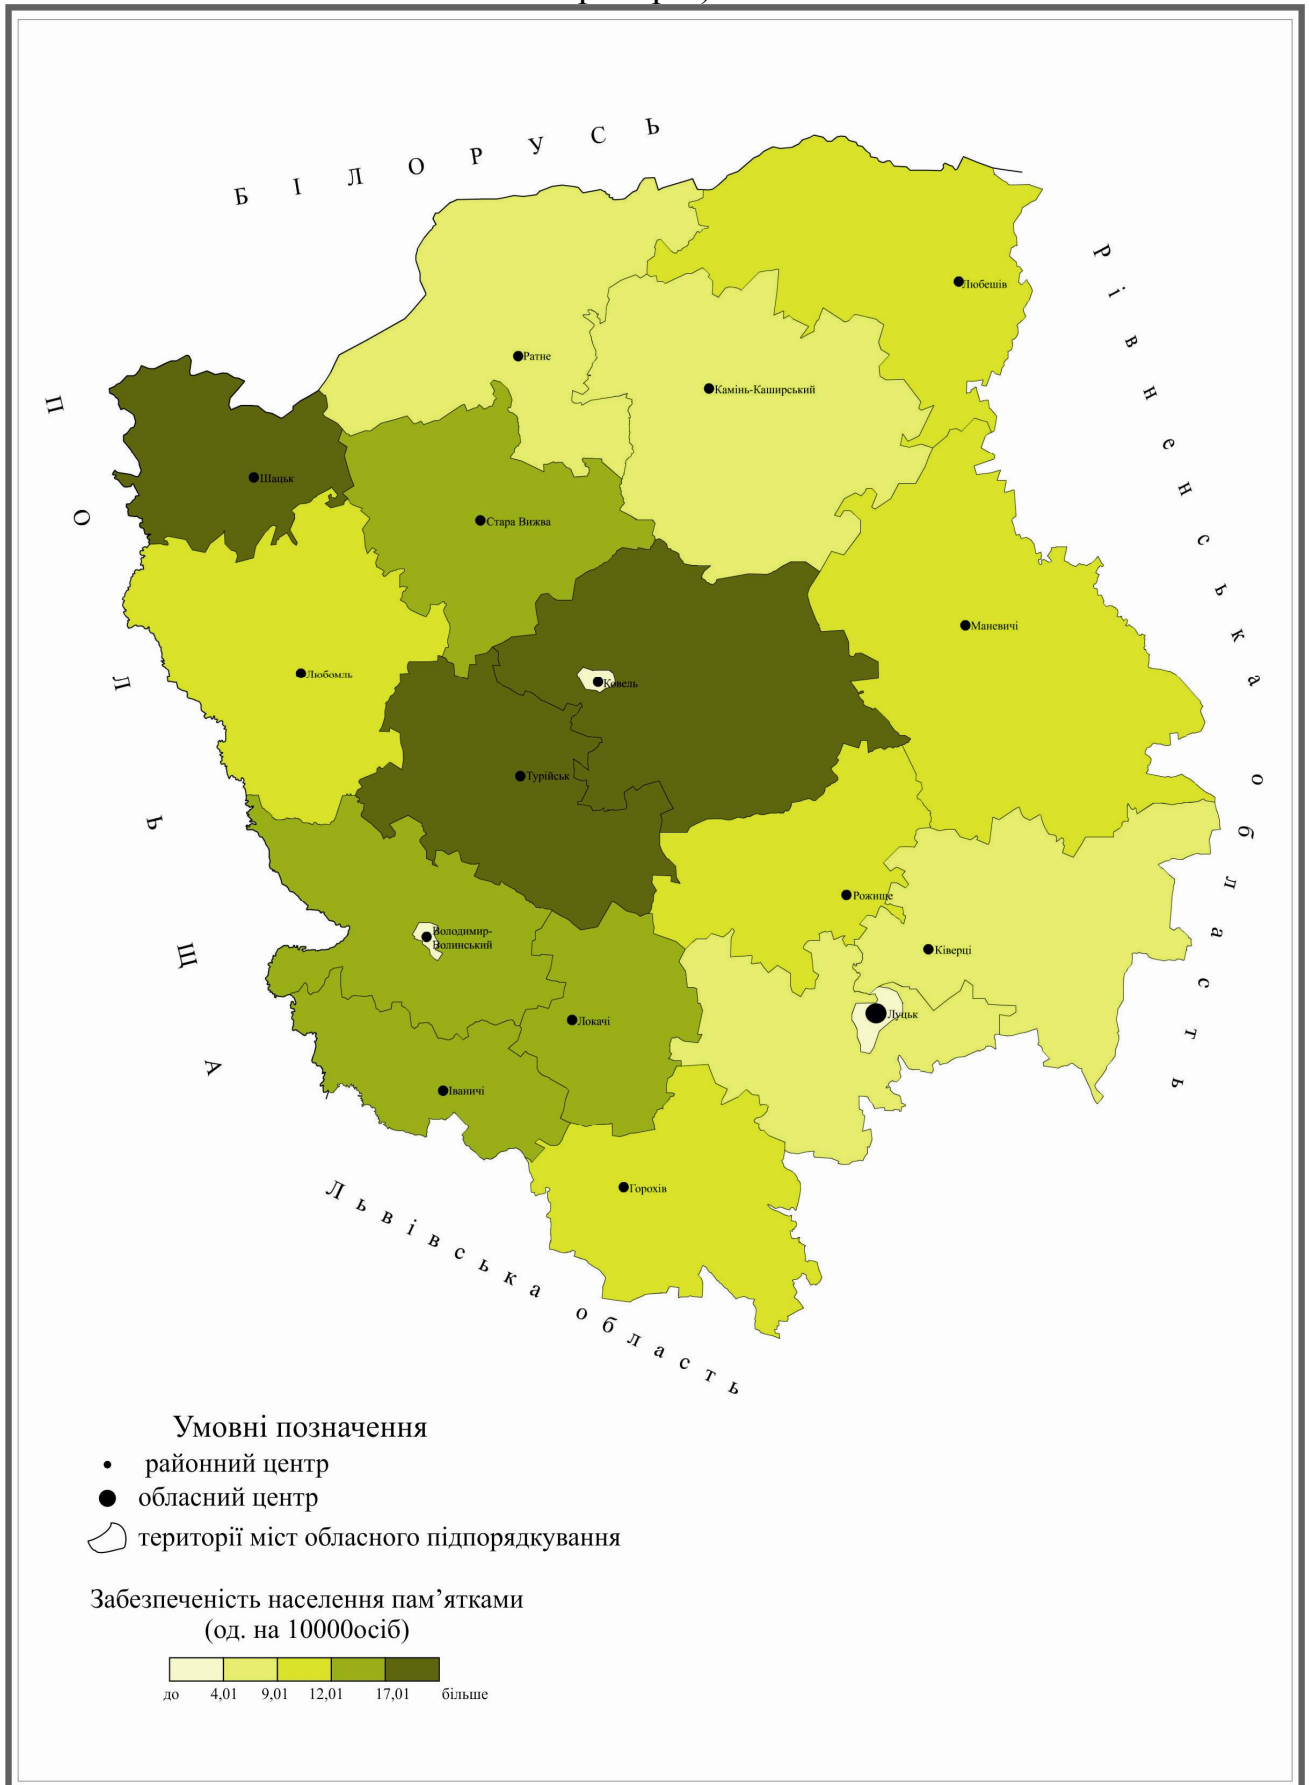 БІЛОРУСЬ
ПОЛЬЩА
Рівненська область
Львівська область
Любешів
Ратне
Камінь-Каширський
Шацьк
Стара Вижва
Маневичі
Любомль
Ковель
Турійськ
Рожище
Володимир-
Волинський
Ківерці
Луцьк
Локачі
Іваничі
Горохів
Умовні позначення
районний центр
обласний центр
території міст обласного підпорядкування
Забезпеченість населення пам’ятками
(од. на 10000осіб)
до 4,01 9,01 12,01 17,01 більше